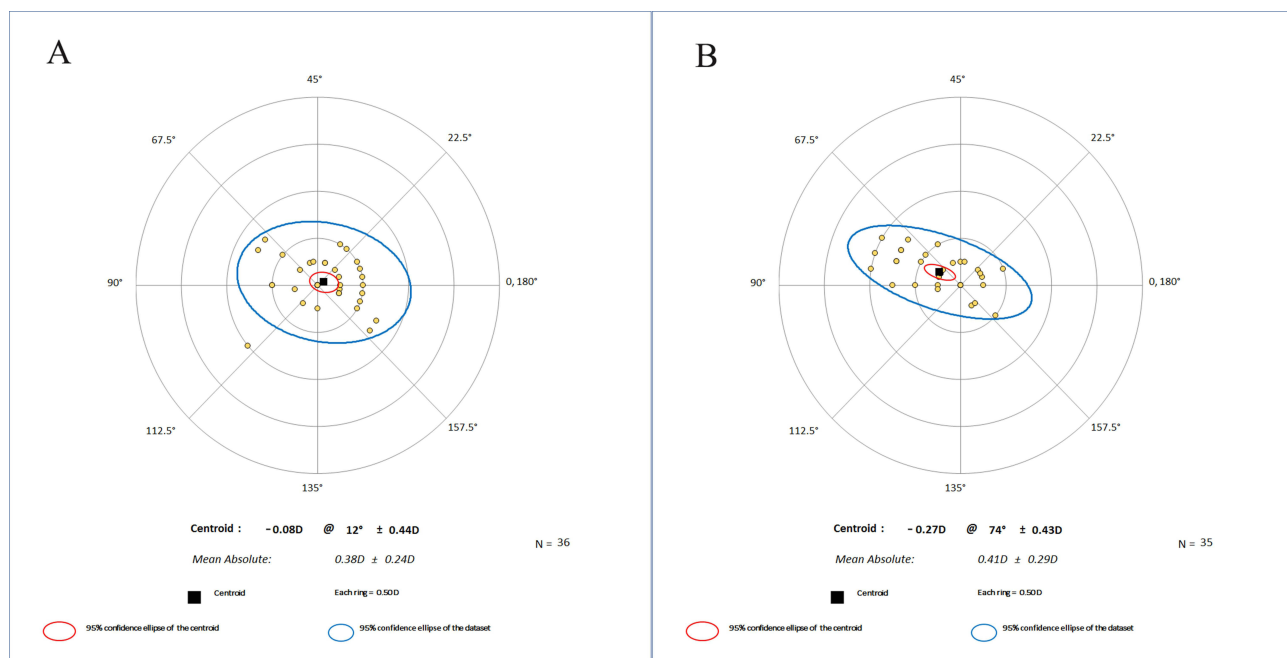 A
45°
67.5°
22.5°
90°
0, 180°
112.5°
157.5°
135°
Centroid : −0.08D @ 12° ± 0.44D
Mean Absolute: 0.38D ± 0.24D
N = 36
Centroid
Each ring = 0.50D
95% confidence ellipse of the centroid
95% confidence ellipse of the dataset
B
45°
67.5°
22.5°
90°
0, 180°
112.5°
157.5°
135°
Centroid : −0.27D @ 74° ± 0.43D
Mean Absolute: 0.41D ± 0.29D
N = 35
Centroid
Each ring = 0.50D
95% confidence ellipse of the centroid
95% confidence ellipse of the dataset